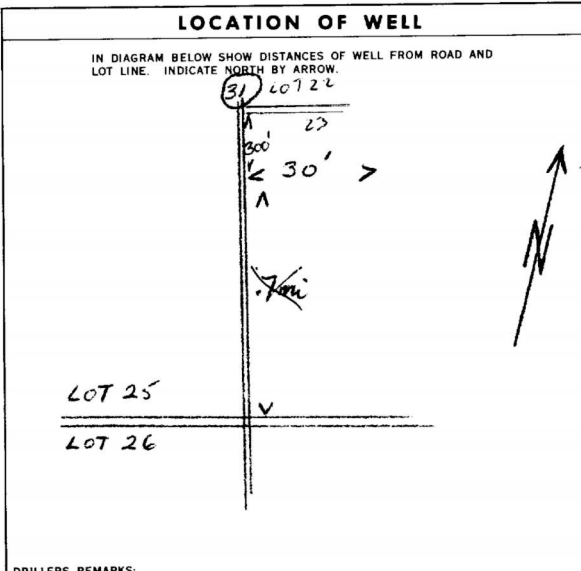 LOCATION OF WELL
IN DIAGRAM BELOW SHOW DISTANCES OF WELL FROM ROAD AND
LOT LINE. INDICATE NORTH BY ARROW.
31 LOT 22
23
300'
< 30' >
.7mi
N
LOT 25
LOT 26
DRILLERS REMARKS: